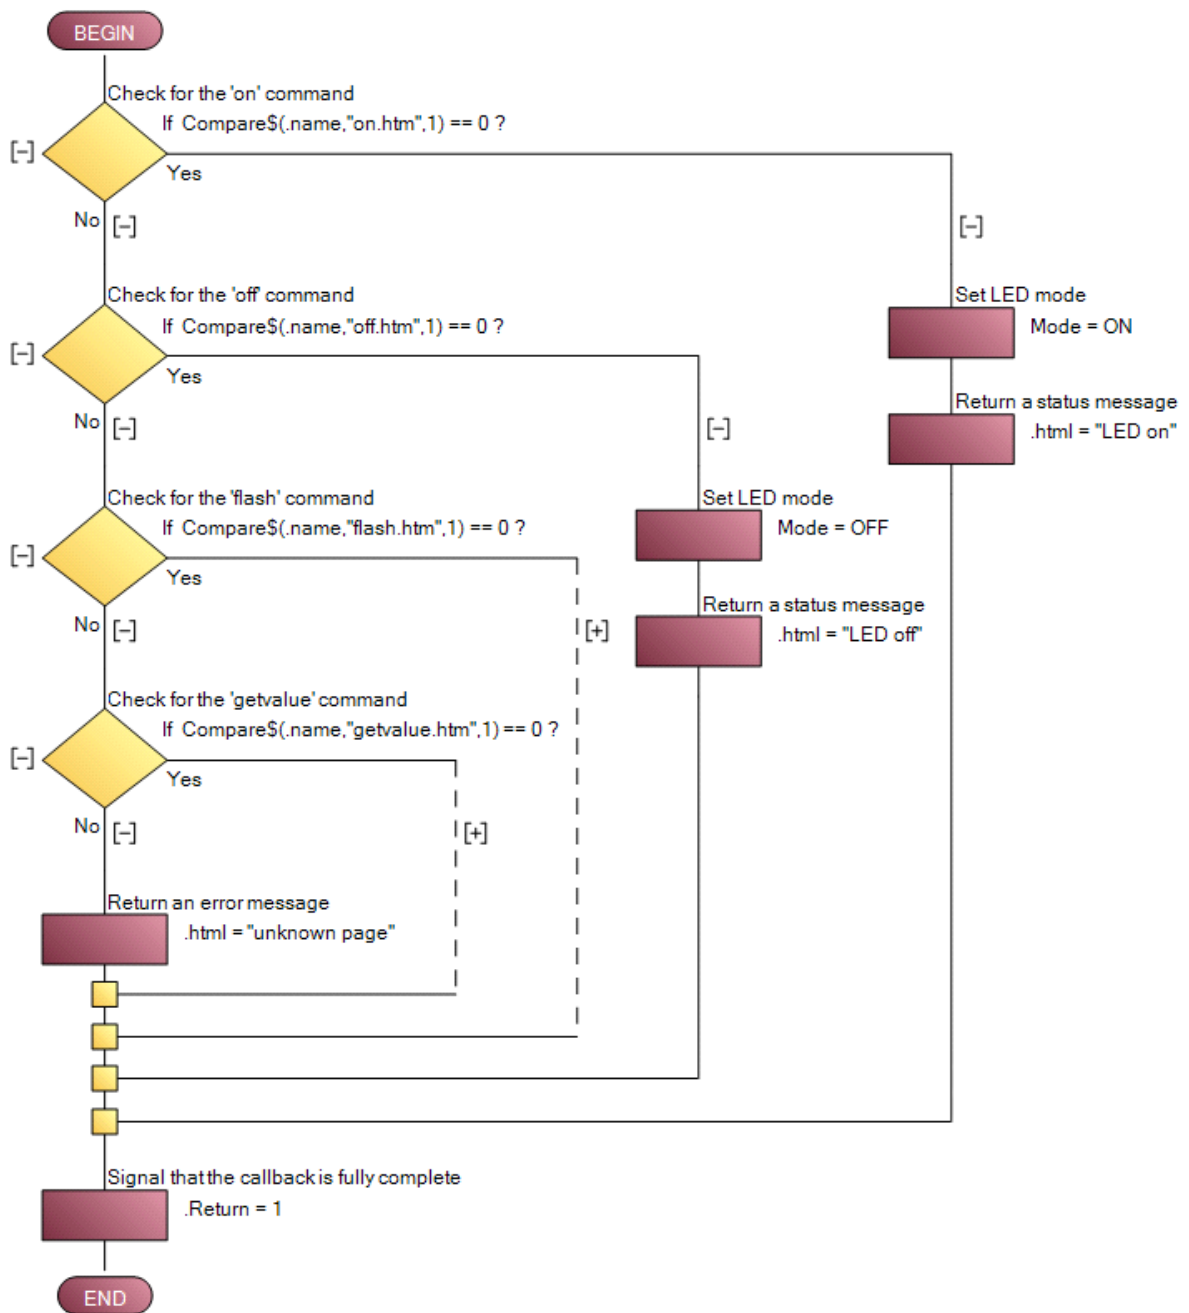 BEGIN
Check for the 'on' command
If Compare$(.name,"on.htm",1) == 0 ?
[-]
Yes
No
[-]
[-]
Check for the 'off' command
If Compare$(.name,"off.htm",1) == 0 ?
[-]
Yes
No
[-]
[-]
Set LED mode
Mode = ON
Return a status message
.html = "LED on"
Check for the 'flash' command
If Compare$(.name,"flash.htm",1) == 0 ?
[-]
Yes
No
[-]
[+]
Set LED mode
Mode = OFF
Return a status message
.html = "LED off"
Check for the 'getvalue' command
If Compare$(.name,"getvalue.htm",1) == 0 ?
[-]
Yes
No
[-]
[+]
Return an error message
.html = "unknown page"
Signal that the callback is fully complete
.Return = 1
END